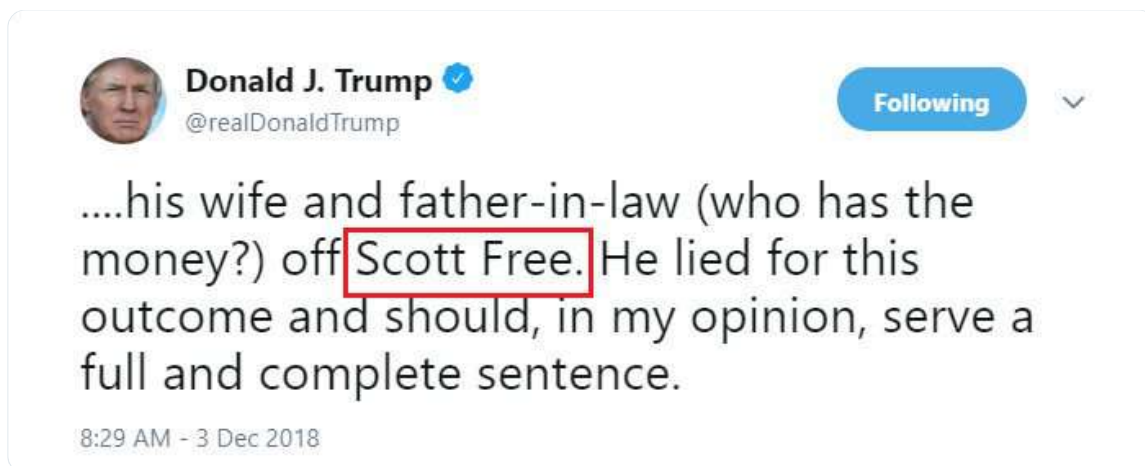 Donald J. Trump
@realDonaldTrump
Following
....his wife and father-in-law (who has the
money?) off Scott Free. He lied for this
outcome and should, in my opinion, serve a
full and complete sentence.
8:29 AM - 3 Dec 2018